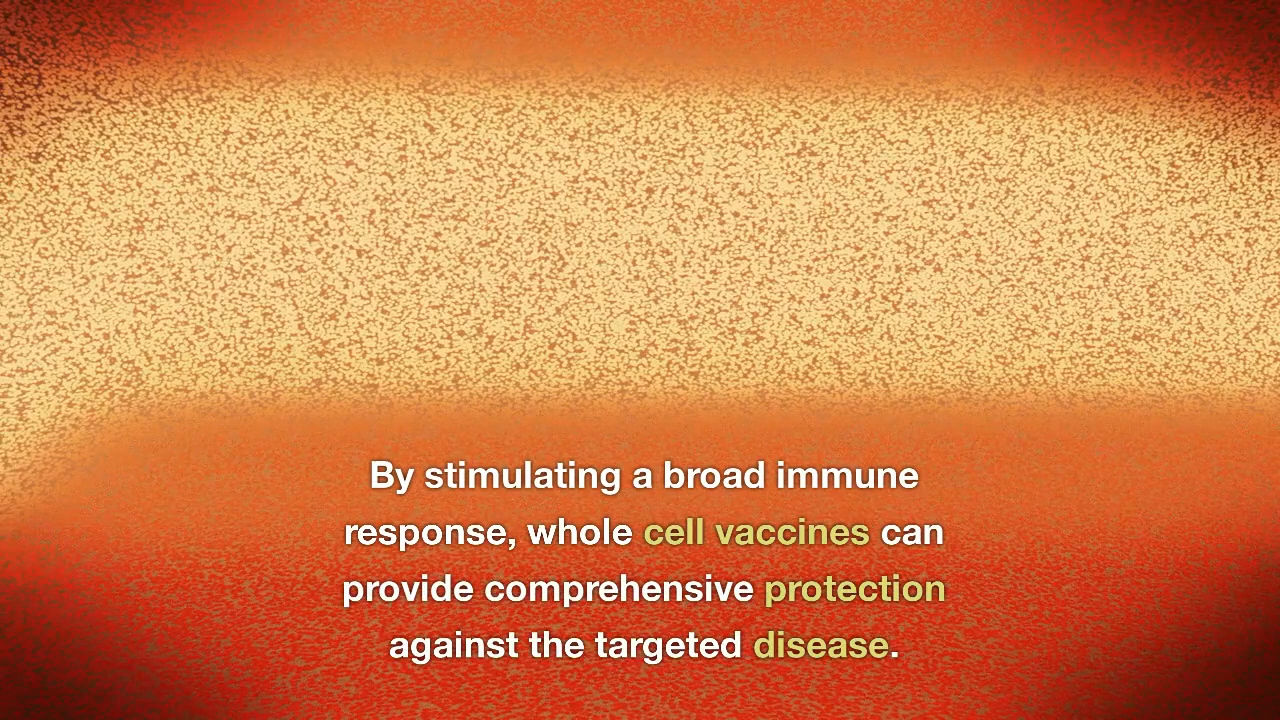 By stimulating a broad immune
response, whole cell vaccines can
provide comprehensive protection
against the targeted disease.